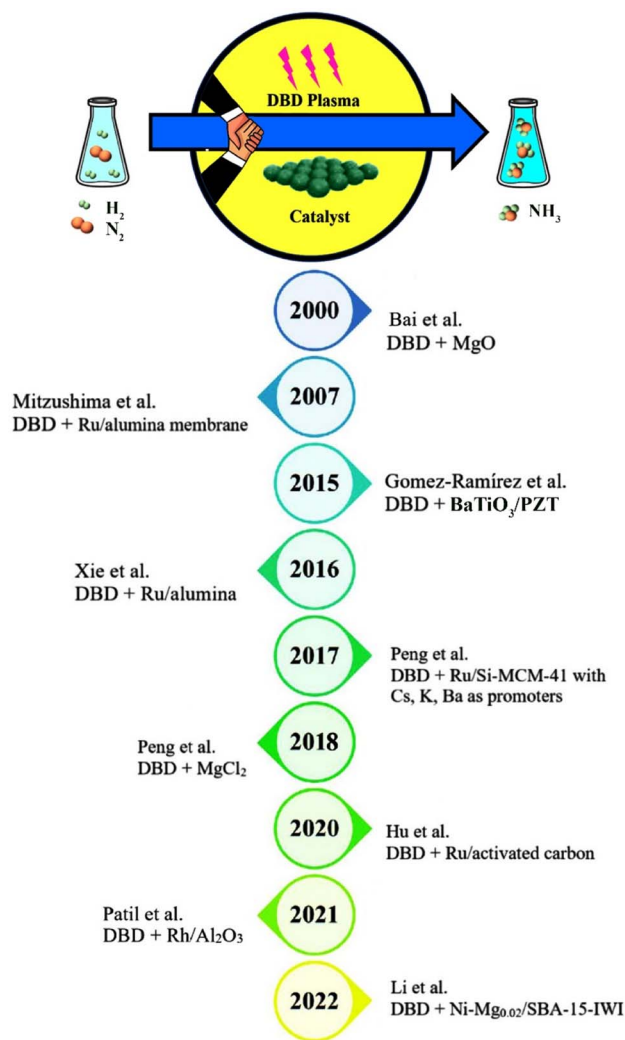 DBD Plasma
Catalyst
H₂
N₂
NH₃
2000
Bai et al.
DBD + MgO
2007
Mitzushima et al.
DBD + Ru/alumina membrane
2015
Gomez-Ramírez et al.
DBD + BaTiO₃/PZT
2016
Xie et al.
DBD + Ru/alumina
2017
Peng et al.
DBD + Ru/Si-MCM-41 with
Cs, K, Ba as promoters
2018
Peng et al.
DBD + MgCl₂
2020
Hu et al.
DBD + Ru/activated carbon
2021
Patil et al.
DBD + Rh/Al₂O₃
2022
Li et al.
DBD + Ni-Mg₀.₀₂/SBA-15-IWI